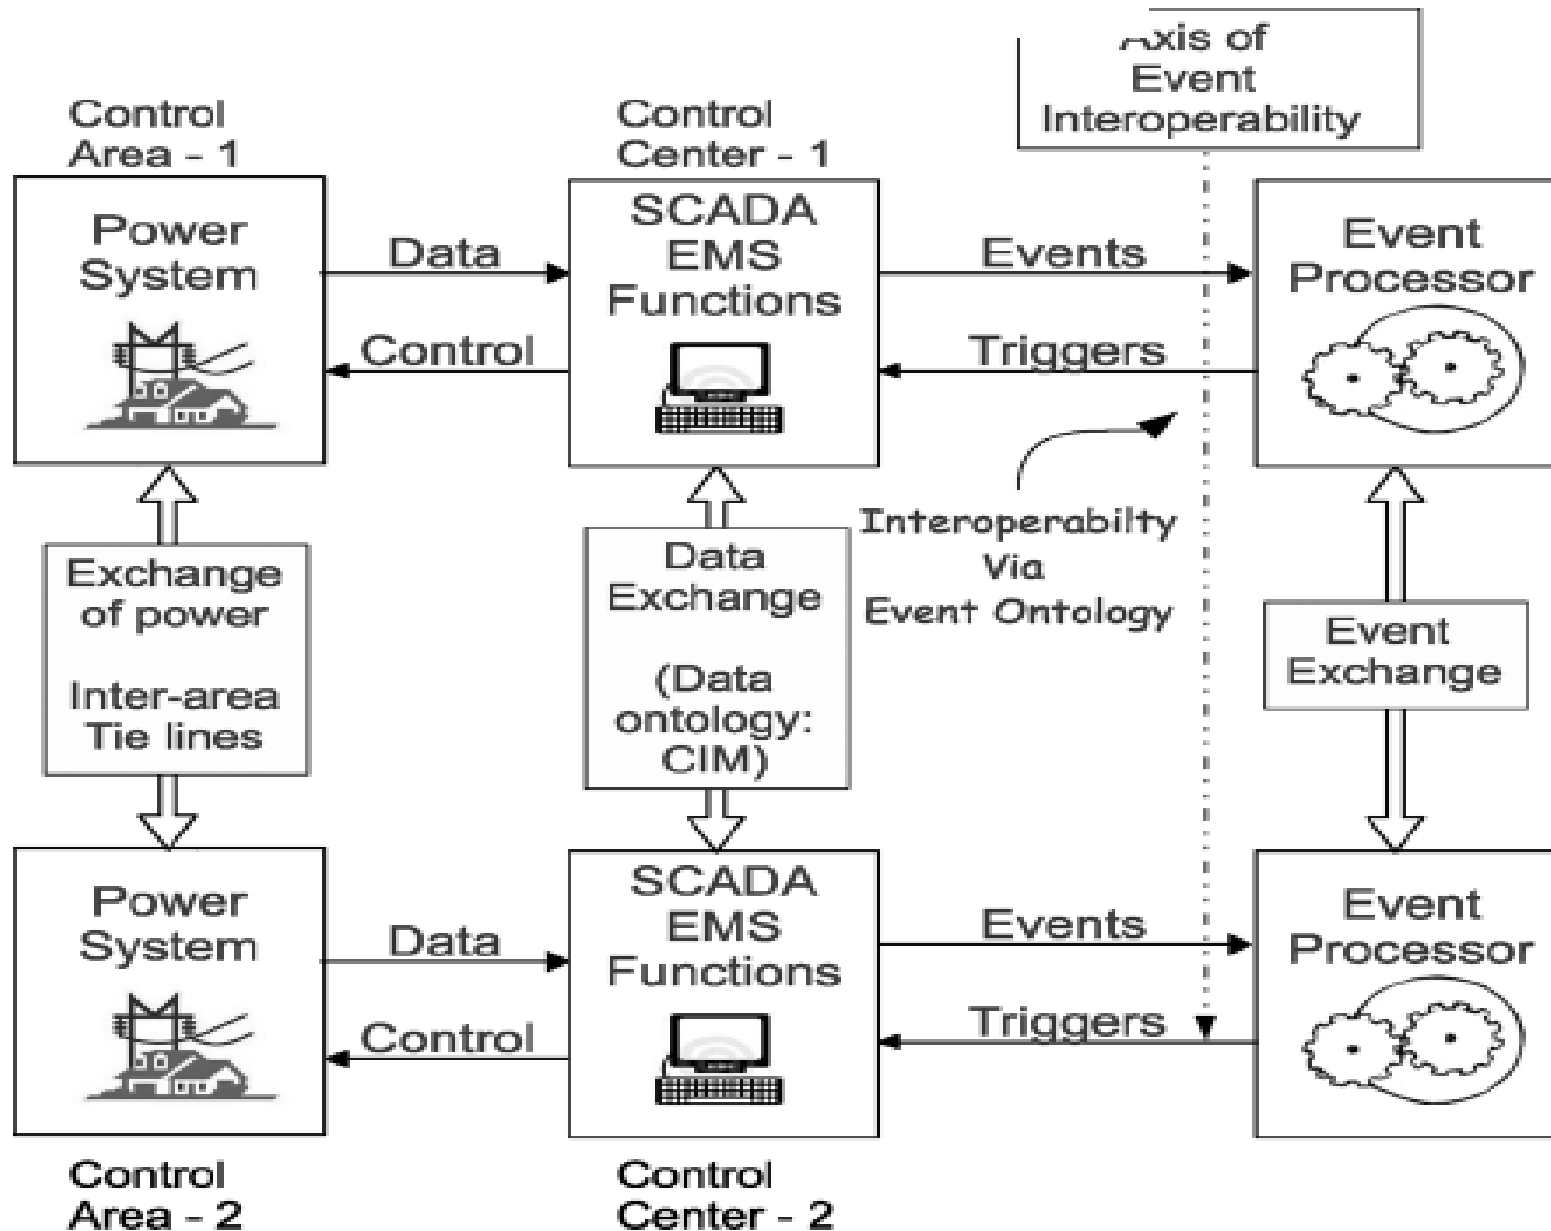 Axis of
Event
Interoperability
Control
Area - 1
Control
Center - 1
Power
System
Data
Control
SCADA
EMS
Functions
Events
Triggers
Event
Processor
Interoperabilty
Via
Event Ontology
Exchange
of power
Inter-area
Tie lines
Data
Exchange
(Data
ontology:
CIM)
Event
Exchange
Power
System
Data
Control
SCADA
EMS
Functions
Events
Triggers
Event
Processor
Control
Area - 2
Control
Center - 2